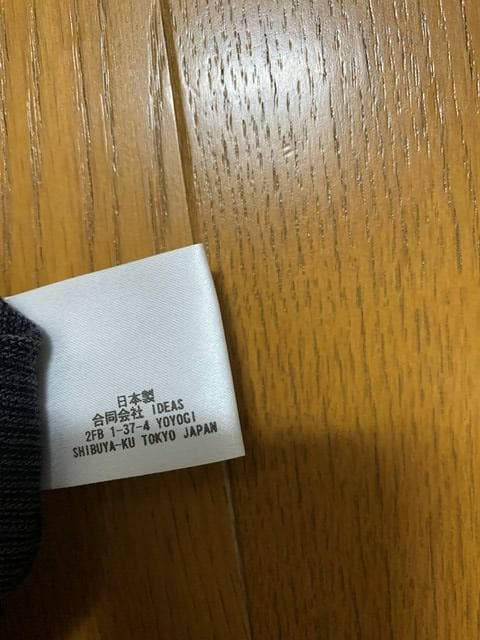 日本製
合同会社 IDEAS
2FB 1-37-4 YOYOGI
SHIBUYA-KU TOKYO JAPAN